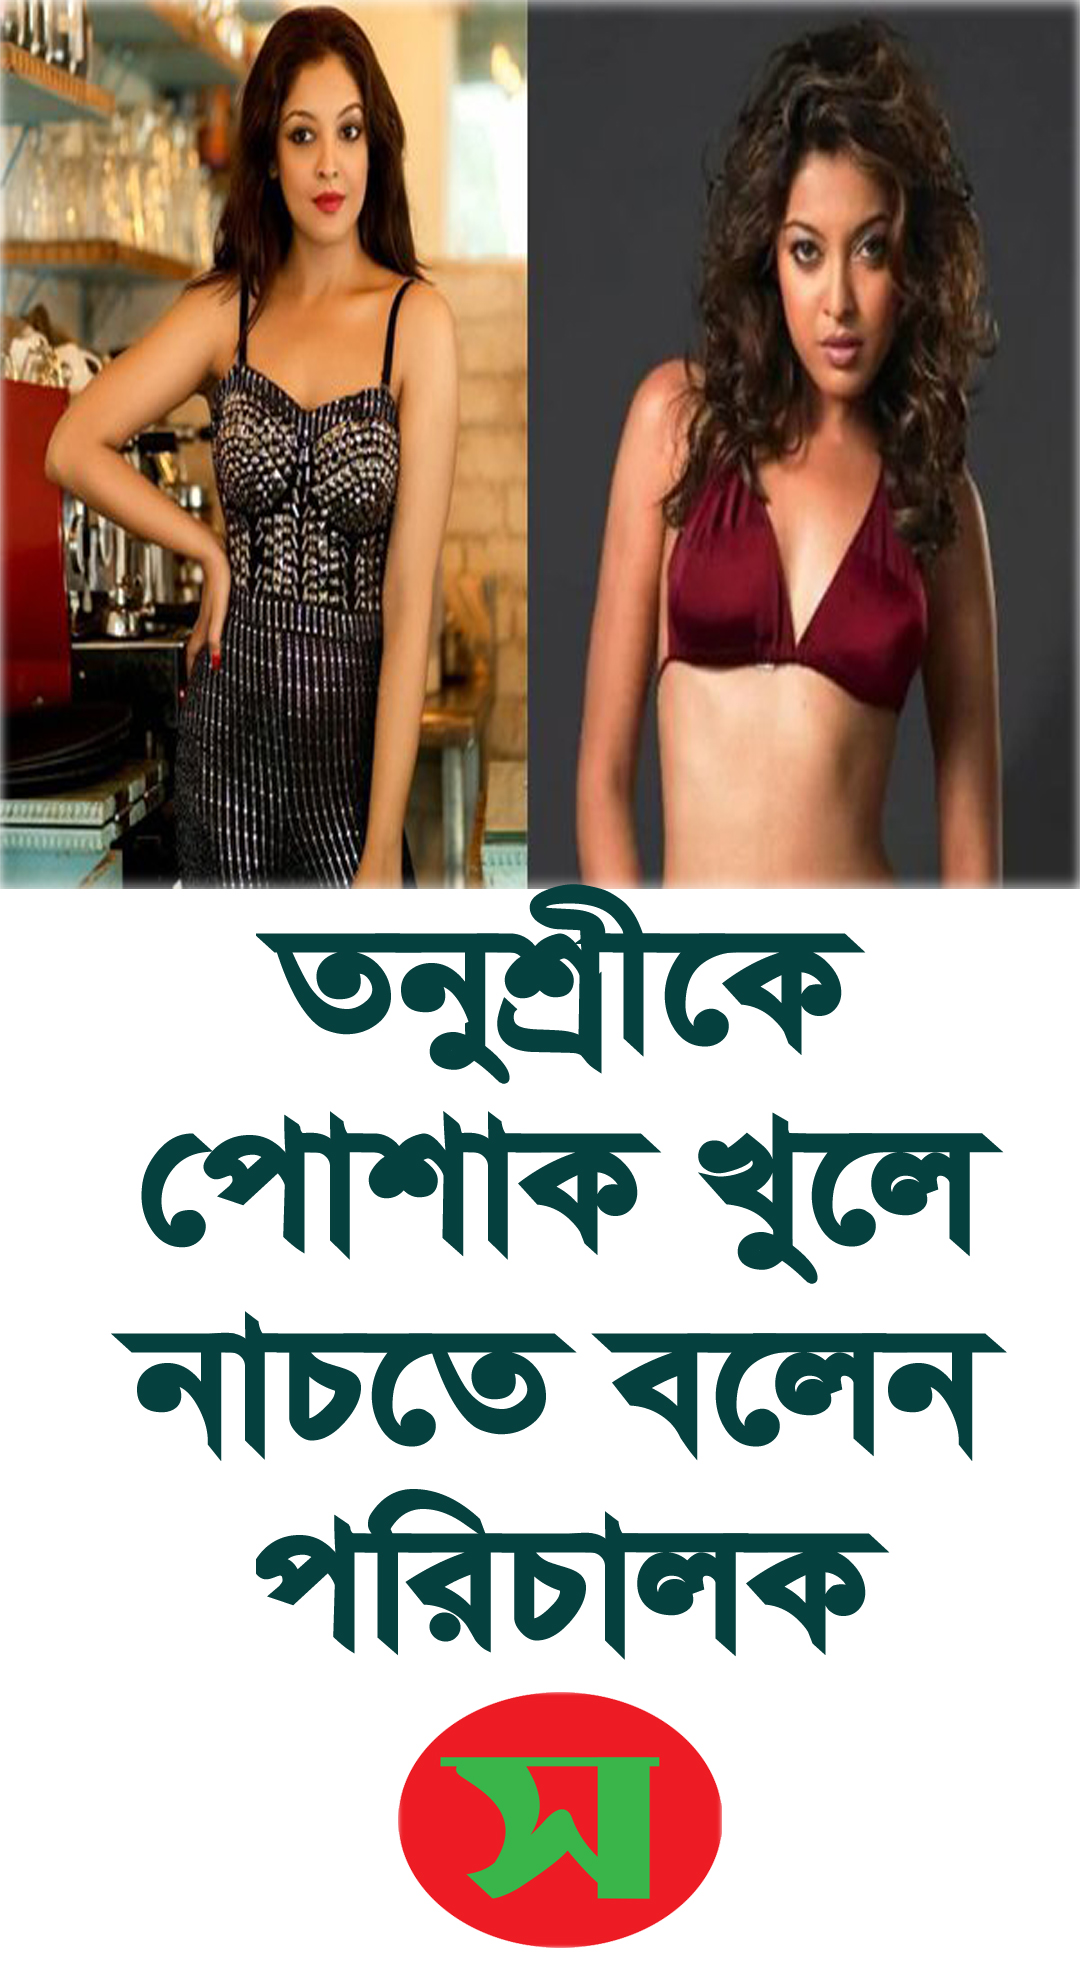 তনুশ্রীকে
পোশাক খুলে
নাচতে বলেন
পরিচালক
স